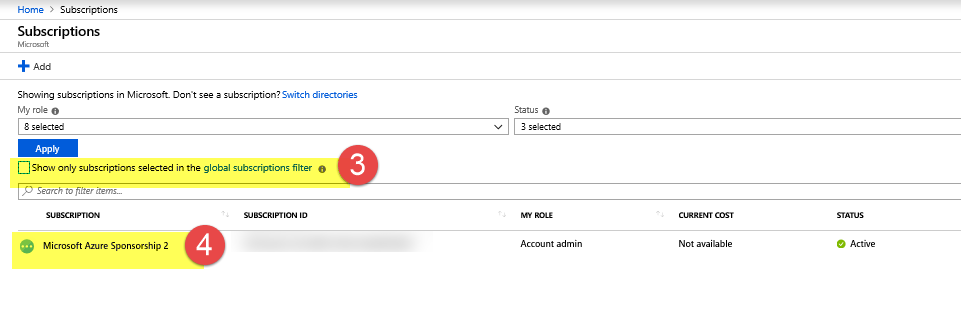 Home > Subscriptions
Subscriptions
Microsoft
+ Add
Showing subscriptions in Microsoft. Don't see a subscription? Switch directories
My role Status
8 selected 3 selected
Apply
Show only subscriptions selected in the global subscriptions filter 3
Search to filter items...
SUBSCRIPTION SUBSCRIPTION ID MY ROLE CURRENT COST STATUS
Microsoft Azure Sponsorship 2 4 Account admin Not available Active